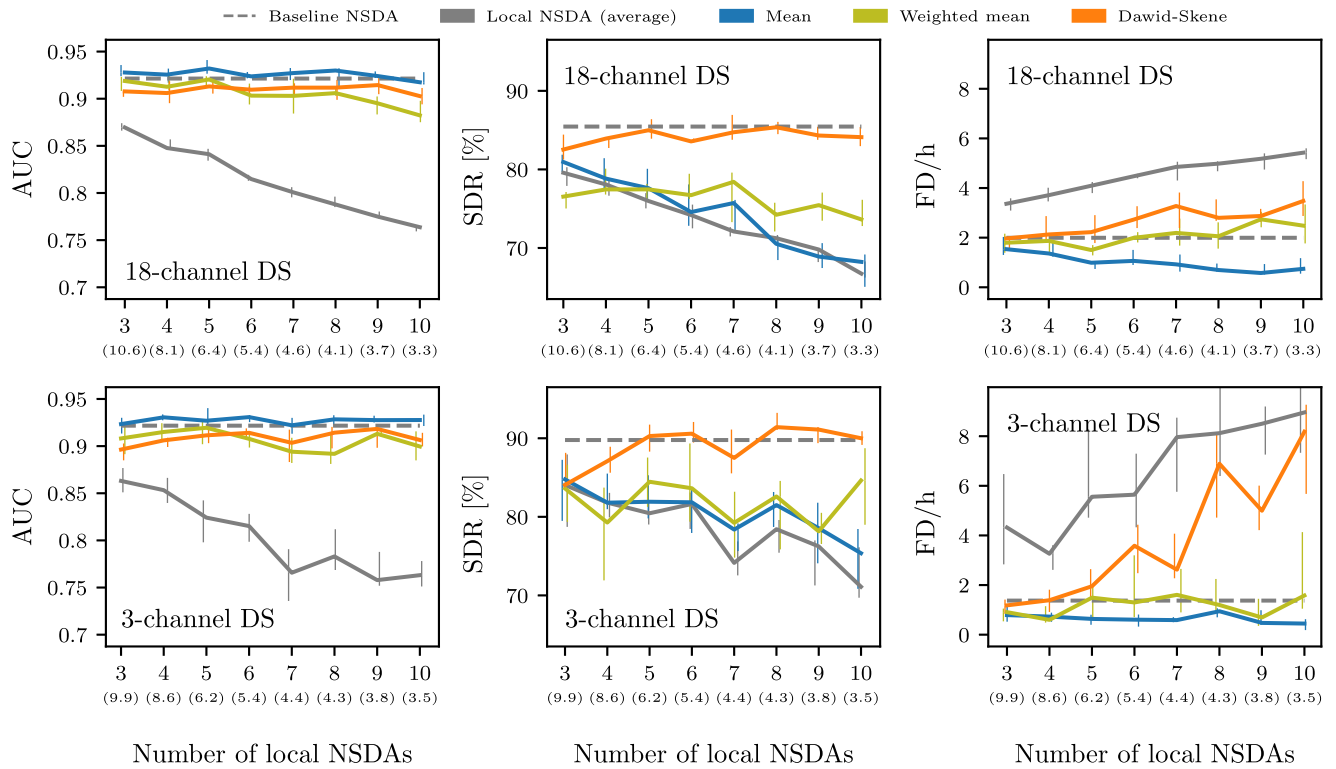 Baseline NSDA Local NSDA (average) Mean Weighted mean Dawid-Skene
AUC
0.95
0.9
0.85
0.8
0.75
0.7
18-channel DS
3 4 5 6 7 8 9 10
(10.6) (8.1) (6.4) (5.4) (4.6) (4.1) (3.7) (3.3)
SDR [%]
90
80
70
18-channel DS
3 4 5 6 7 8 9 10
(10.6) (8.1) (6.4) (5.4) (4.6) (4.1) (3.7) (3.3)
FD/h
8
6
4
2
0
18-channel DS
3 4 5 6 7 8 9 10
(10.6) (8.1) (6.4) (5.4) (4.6) (4.1) (3.7) (3.3)
AUC
0.95
0.9
0.85
0.8
0.75
0.7
3-channel DS
3 4 5 6 7 8 9 10
(9.9) (8.6) (6.2) (5.4) (4.4) (4.3) (3.8) (3.5)
Number of local NSDAs
SDR [%]
90
80
70
3-channel DS
3 4 5 6 7 8 9 10
(9.9) (8.6) (6.2) (5.4) (4.4) (4.3) (3.8) (3.5)
Number of local NSDAs
FD/h
8
6
4
2
0
3-channel DS
3 4 5 6 7 8 9 10
(9.9) (8.6) (6.2) (5.4) (4.4) (4.3) (3.8) (3.5)
Number of local NSDAs